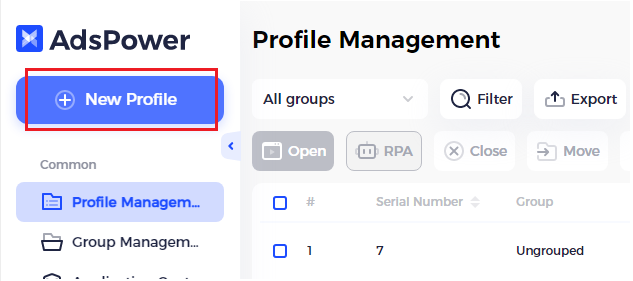 AdsPower
Profile Management
New Profile
All groups
Filter
Export
Open
RPA
Close
Move
Common
Profile Managem...
# Serial Number Group
Group Managem...
1 7 Ungrouped